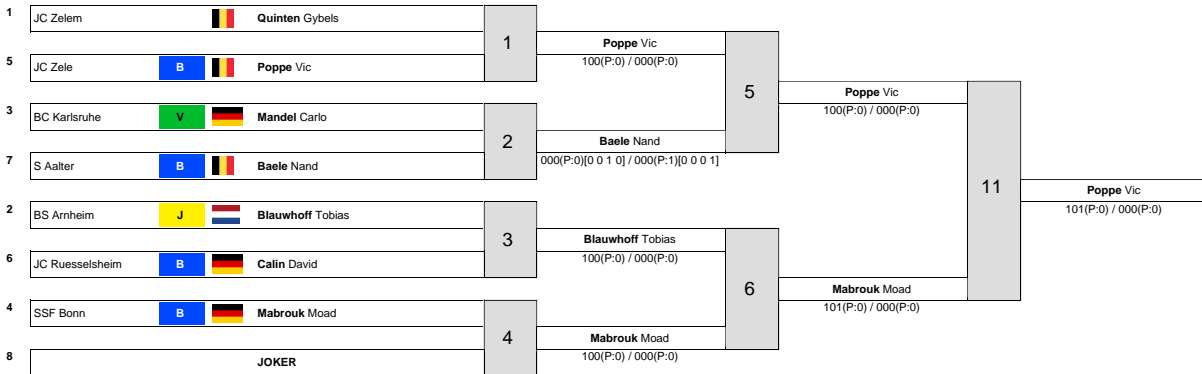 1 JC Zelem Quinten Gybels
1
Poppe Vic
100(P:0) / 000(P:0)
5 JC Zele B Poppe Vic
5
Poppe Vic
100(P:0) / 000(P:0)
3 BC Karlsruhe V Mandel Carlo
2
Baele Nand
000(P:0)[0 0 1 0] / 000(P:1)[0 0 0 1]
7 S Aalter B Baele Nand
11
Poppe Vic
101(P:0) / 000(P:0)
2 BS Arnheim J Blauwhoff Tobias
3
Blauwhoff Tobias
100(P:0) / 000(P:0)
6 JC Ruesselsheim B Calin David
6
Mabrouk Moad
101(P:0) / 000(P:0)
4 SSF Bonn B Mabrouk Moad
4
Mabrouk Moad
100(P:0) / 000(P:0)
8 JOKER